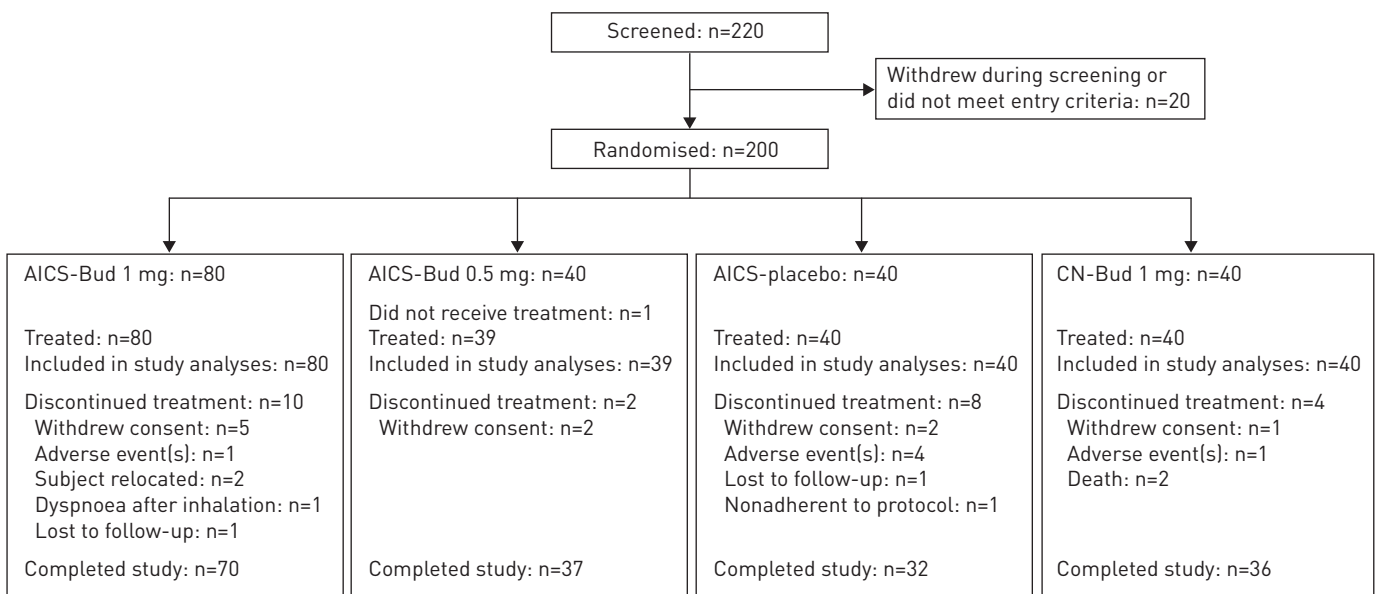 Screened: n=220
Withdrew during screening or
did not meet entry criteria: n=20
Randomised: n=200
AICS-Bud 1 mg: n=80
Treated: n=80
Included in study analyses: n=80
Discontinued treatment: n=10
Withdrew consent: n=5
Adverse event(s): n=1
Subject relocated: n=2
Dyspnoea after inhalation: n=1
Lost to follow-up: n=1
Completed study: n=70
AICS-Bud 0.5 mg: n=40
Did not receive treatment: n=1
Treated: n=39
Included in study analyses: n=39
Discontinued treatment: n=2
Withdrew consent: n=2
Completed study: n=37
AICS-placebo: n=40
Treated: n=40
Included in study analyses: n=40
Discontinued treatment: n=8
Withdrew consent: n=2
Adverse event(s): n=4
Lost to follow-up: n=1
Nonadherent to protocol: n=1
Completed study: n=32
CN-Bud 1 mg: n=40
Treated: n=40
Included in study analyses: n=40
Discontinued treatment: n=4
Withdrew consent: n=1
Adverse event(s): n=1
Death: n=2
Completed study: n=36